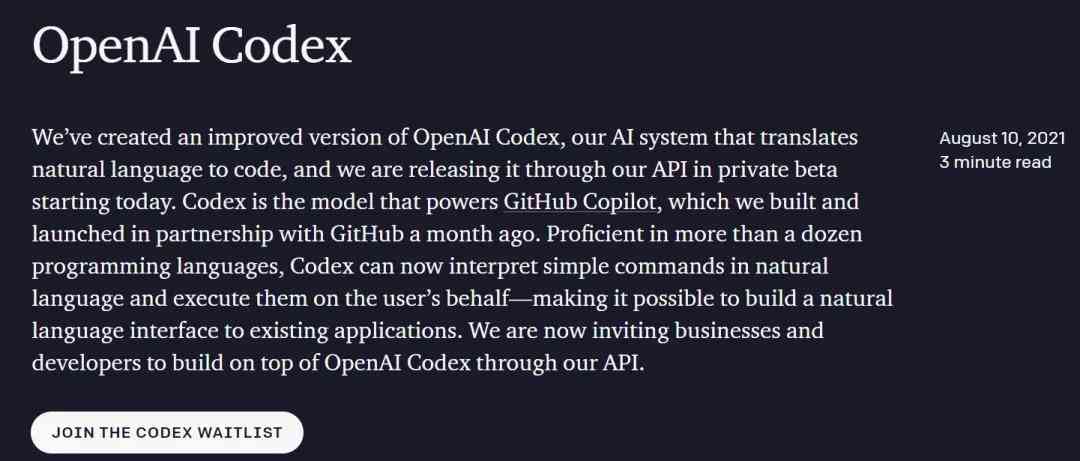 OpenAI Codex
We’ve created an improved version of OpenAI Codex, our AI system that translates
natural language to code, and we are releasing it through our API in private beta
starting today. Codex is the model that powers GitHub Copilot, which we built and
launched in partnership with GitHub a month ago. Proficient in more than a dozen
programming languages, Codex can now interpret simple commands in natural
language and execute them on the user’s behalf—making it possible to build a natural
language interface to existing applications. We are now inviting businesses and
developers to build on top of OpenAI Codex through our API.
August 10, 2021
3 minute read
JOIN THE CODEX WAITLIST